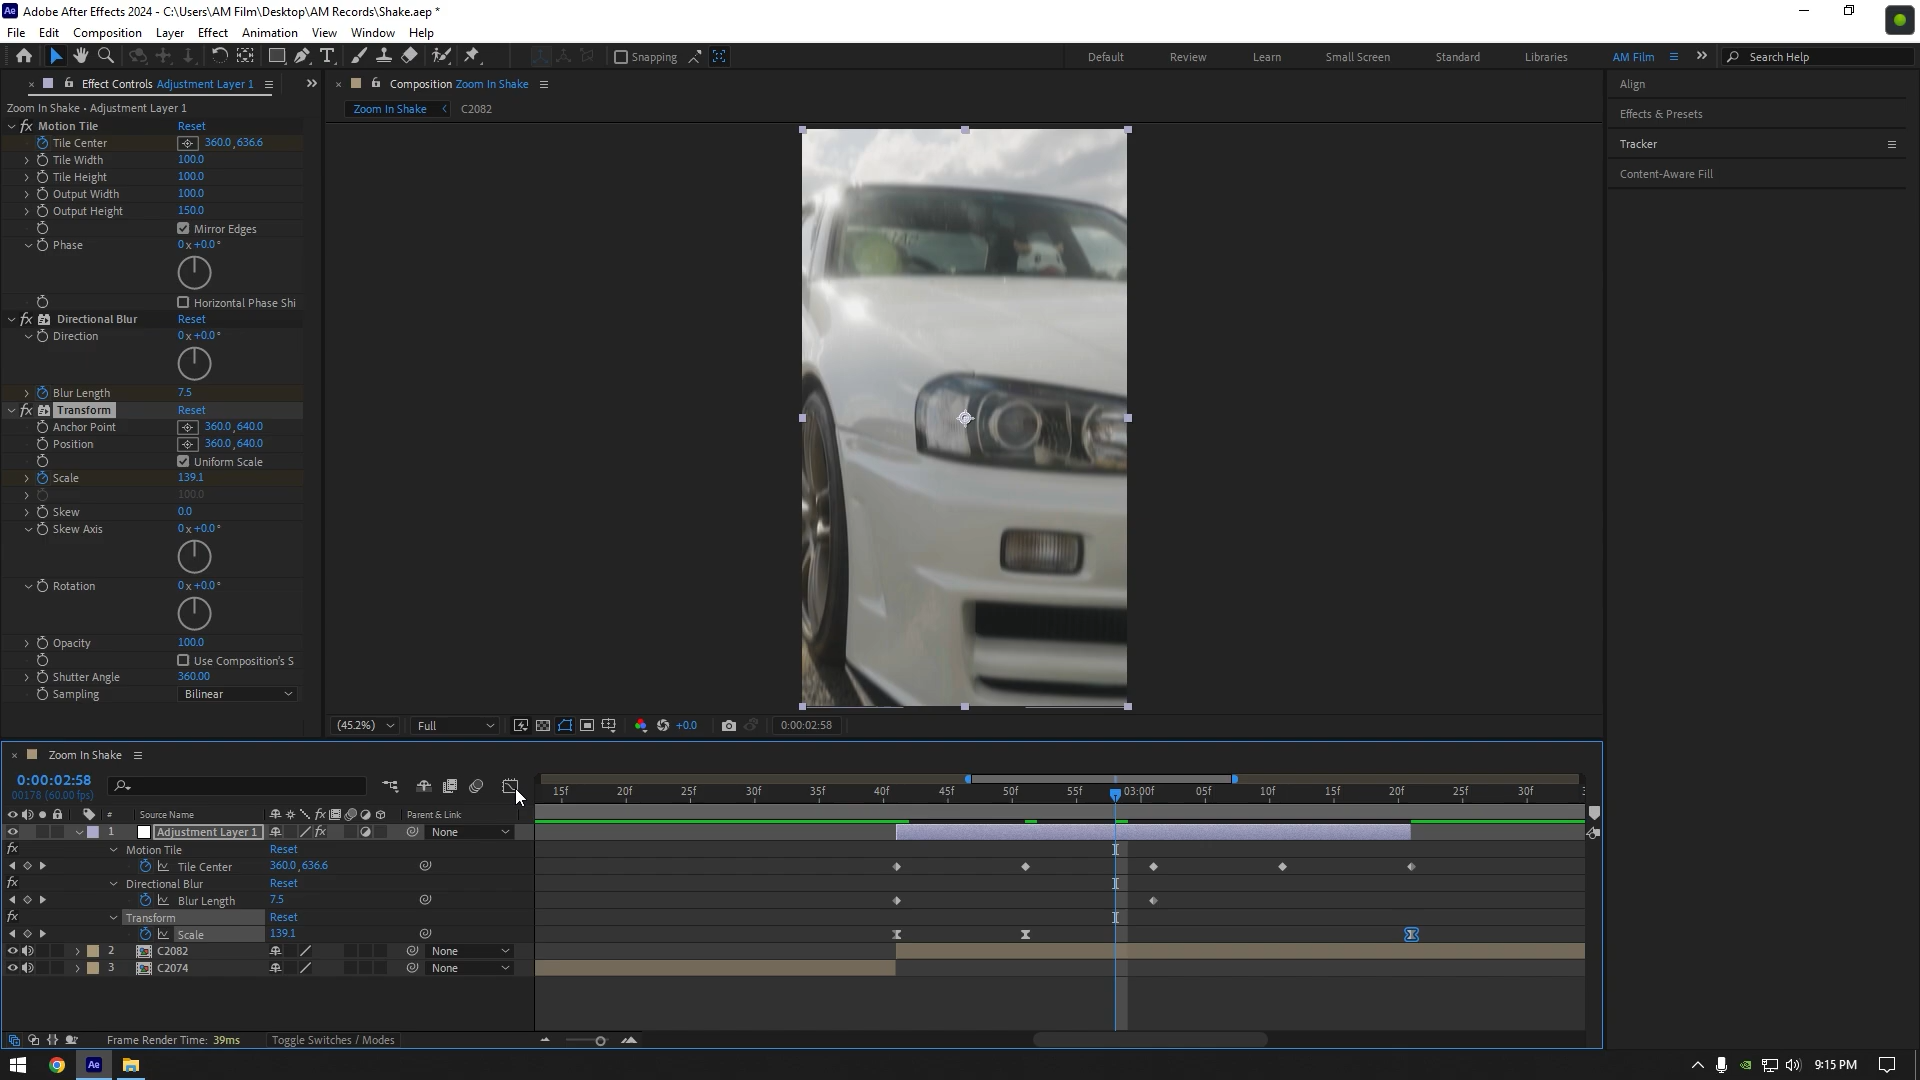 Adobe After Effects 2024 - C:\Users\AM Film\Desktop\AM Records\Shake.aep *
File Edit Composition Layer Effect Animation View Window Help
Snapping Default Review Learn Small Screen Standard Libraries AM Film Search Help
Effect Controls Adjustment Layer 1
Zoom In Shake • Adjustment Layer 1
Motion Tile Reset
Tile Center 360.0,636.6
Tile Width 100.0
Tile Height 100.0
Output Width 100.0
Output Height 150.0
Mirror Edges
Phase 0x+0.0°
Horizontal Phase Shi
Directional Blur Reset
Direction 0x+0.0°
Blur Length 7.5
Transform Reset
Anchor Point 360.0,640.0
Position 360.0,640.0
Uniform Scale
Scale 139.1
100.0
Skew 0.0
Skew Axis 0x+0.0°
Rotation 0x+0.0°
Opacity 100.0
Use Composition's S
Shutter Angle 360.00
Sampling Bilinear
Composition Zoom In Shake
Zoom In Shake C2082
(45.2%) Full +0.0 0:00:02:58
Align
Effects & Presets
Tracker
Content-Aware Fill
Zoom In Shake
0:00:02:58
00178 (60.00 fps)
15f 20f 25f 30f 35f 40f 45f 50f 55f 03:00f 05f 10f 15f 20f 25f 30f
# Source Name Parent & Link
1 Adjustment Layer 1 None
Motion Tile Reset
Tile Center 360.0,636.6
Directional Blur Reset
Blur Length 7.5
Transform Reset
Scale 139.1
2 C2082 None
3 C2074 None
Frame Render Time: 39ms Toggle Switches / Modes
9:15 PM